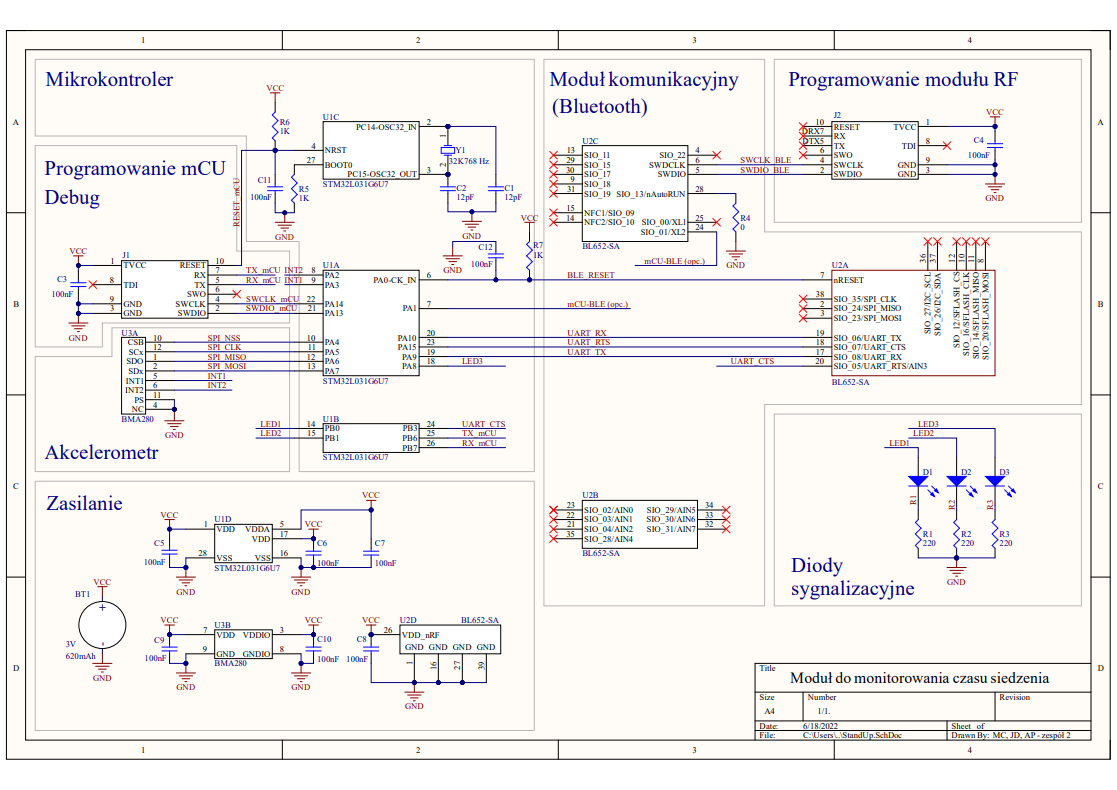 1 2 3 4
A
B
C
D
Mikrokontroler
VCC
R6
1K
U1C
PC14-OSC32_IN 2
4 NRST
27 BOOT0
PC15-OSC32_OUT 3
STM32L031G6U7
1
Y1
32K768 Hz
2
C11
100nF
R5
1K
GND
C2
12pF
C1
12pF
GND
RESET_mCU
Programowanie mCU
Debug
VCC
C3
100nF
GND
J1
1 TVCC RESET 10
RX 7 TX_mCU
8 TDI TX 5 RX_mCU
SWO 6
9 GND SWCLK 4 SWCLK_mCU
3 GND SWDIO 2 SWDIO_mCU
INT2
INT1
C12
100nF
GND
VCC
R7
1K
U1A
8 PA2 PA0-CK_IN 6
9 PA3
22 PA14 PA1 7
21 PA13
10 PA4 PA10 20
11 PA5 PA15 23
12 PA6 PA9 19
13 PA7 PA8 18 LED3
STM32L031G6U7
BLE_RESET
mCU-BLE (opc.)
UART_RX
UART_RTS
UART_TX
UART_CTS
U3A
CSB 10 SPI_NSS
SCx 12 SPI_CLK
SDO 1 SPI_MISO
SDx 2 SPI_MOSI
INT1 5 INT1
INT2 6 INT2
PS 11
NC 4
BMA280
GND
Akcelerometr
U1B
LED1 14 PB0 PB3 24 UART_CTS
LED2 15 PB1 PB6 25 TX_mCU
PB7 26 RX_mCU
STM32L031G6U7
Moduł komunikacyjny
(Bluetooth)
U2C
13 SIO_11 SIO_22 4
29 SIO_15 SWDCLK 6 SWCLK_BLE
30 SIO_17 SWDIO 5 SWDIO_BLE
9 SIO_18
31 SIO_19 SIO_13/nAutoRUN 28
15 NFC1/SIO_09
14 NFC2/SIO_10 SIO_00/XL1 25
SIO_01/XL2 24
BL652-SA
mCU-BLE (opc.)
R4
0
GND
Programowanie modułu RF
J2
10 RESET TVCC 1
DRX7 RX
DTX5 TX TDI 8
6 SWO
4 SWCLK GND 9
2 SWDIO GND 3
VCC
C4
100nF
GND
U2A
7 nRESET
38 SIO_35/SPI_CLK
2 SIO_24/SPI_MISO
3 SIO_23/SPI_MOSI
19 SIO_06/UART_TX
18 SIO_07/UART_CTS
17 SIO_08/UART_RX
20 SIO_05/UART_RTS/AIN3
36 SIO_27/I2C_SCL
37 SIO_26/I2C_SDA
12 SIO_12/SFLASH_CS
10 SIO_16/SFLASH_CLK
11 SIO_14/SFLASH_MISO
8 SIO_20/SFLASH_MOSI
BL652-SA
U2B
23 SIO_02/AIN0 SIO_29/AIN5 34
22 SIO_03/AIN1 SIO_30/AIN6 33
21 SIO_04/AIN2 SIO_31/AIN7 32
35 SIO_28/AIN4
BL652-SA
LED3
LED2
LED1
D1
D2
D3
R1
R2
R3
R1
220
R2
220
R3
220
GND
Diody
sygnalizacyjne
Zasilanie
VCC
C5
100nF
GND
U1D
1 VDD VDDA 5
VDD 17
28 VSS VSS 16
STM32L031G6U7
VCC
C6
100nF
GND
VCC
C7
100nF
VCC
BT1
3V
620mAh
GND
VCC
C9
100nF
GND
U3B
7 VDD VDDIO 3
9 GND GNDIO 8
BMA280
VCC
C10
100nF
GND
VCC
C8
100nF
U2D BL652-SA
26 VDD_nRF
GND GND GND GND
1 16 27 39
GND
Title
Moduł do monitorowania czasu siedzenia
Size Number Revision
A4 1/1.
Date: 6/18/2022 Sheet of
File: C:\Users\..\StandUp.SchDoc Drawn By: MC, JD, AP - zespół 2
1 2 3 4
A
B
C
D